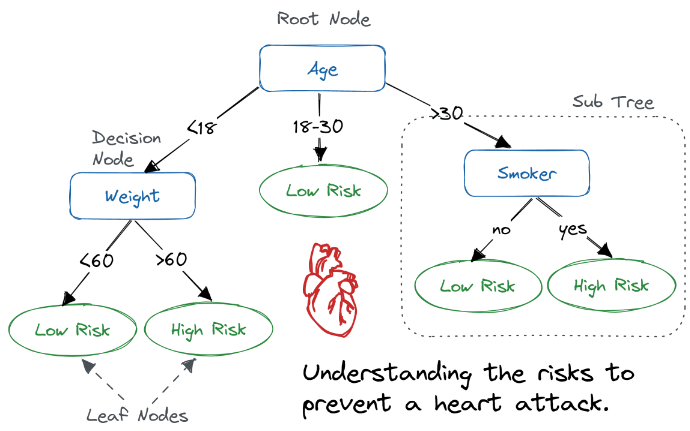 Root Node
Age
<18
18-30
>30
Sub Tree
Decision
Node
Weight
Low Risk
Smoker
no
yes
<60
>60
Low Risk
High Risk
Low Risk
High Risk
Leaf Nodes
Understanding the risks to
prevent a heart attack.